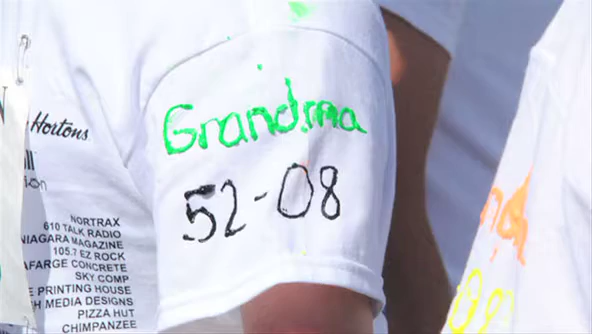 Grandma
52-08
Hortons
NORTRAX
610 TALK RADIO
NIAGARA MAGAZINE
105.7 EZ ROCK
LAFARGE CONCRETE
SKY COMP
PRINTING HOUSE
MEDIA DESIGNS
PIZZA HUT
CHIMPANZEE